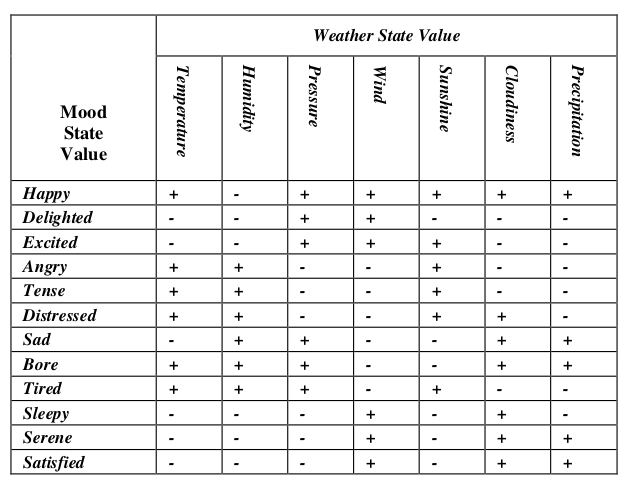 Weather State Value
Mood
State
Value
Temperature
Humidity
Pressure
Wind
Sunshine
Cloudiness
Precipitation
Happy + - + + + + +
Delighted - - + + - - -
Excited - - + + + - -
Angry + + - - + - -
Tense + + - - + - -
Distressed + + - - + + -
Sad - + + - - + +
Bore + + + - - + +
Tired + + + - + - -
Sleepy - - - + - + -
Serene - - - + - + +
Satisfied - - - + - + +